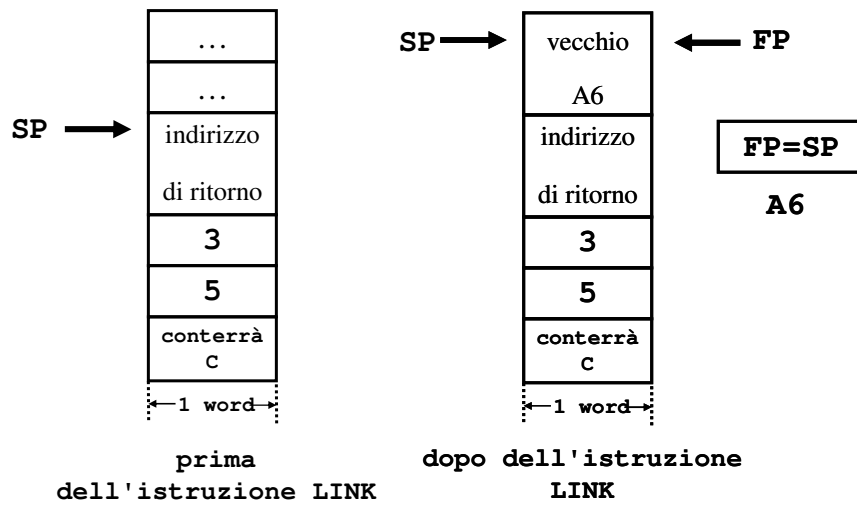 …
…
SP
indirizzo
di ritorno
3
5
conterrà
C
1 word
prima
dell'istruzione LINK
SP
vecchio
FP
A6
indirizzo
di ritorno
3
5
conterrà
C
1 word
dopo dell'istruzione
LINK
FP=SP
A6